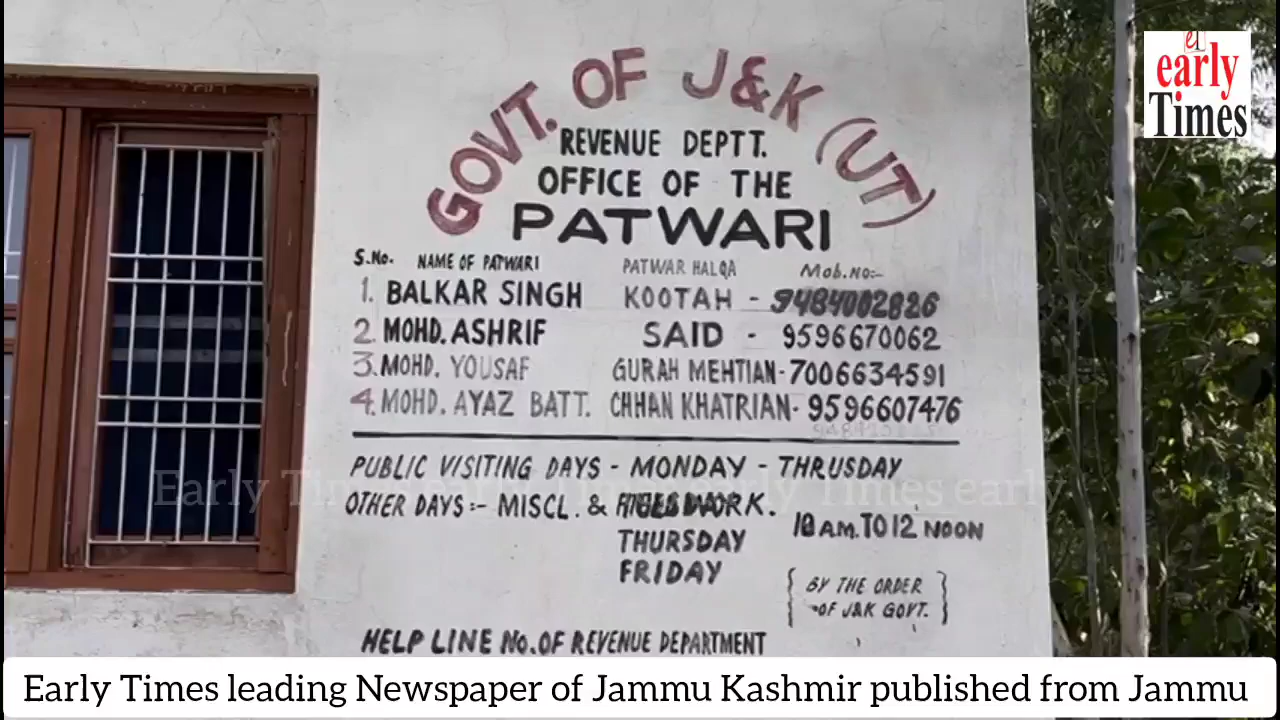 early
Times
GOVT. OF J&K (UT)
REVENUE DEPTT.
OFFICE OF THE
PATWARI
S.No. NAME OF PATWARI PATWAR HALQA Mob.No:-
1. BALKAR SINGH KOOTAH - 9484002826
2. MOHD. ASHRIF SAID - 9596670062
3. MOHD. YOUSAF GURAH MEHTIAN- 7006634591
4. MOHD. AYAZ BATT. CHHAN KHATRIAN- 9596607476
PUBLIC VISITING DAYS - MONDAY - THRUSDAY
OTHER DAYS:- MISCL. & WORK.
10 A.M. TO 12 NOON
THURSDAY
FRIDAY
BY THE ORDER
OF J&K GOVT.
HELP LINE No. OF REVENUE DEPARTMENT
Early Times leading Newspaper of Jammu Kashmir published from Jammu